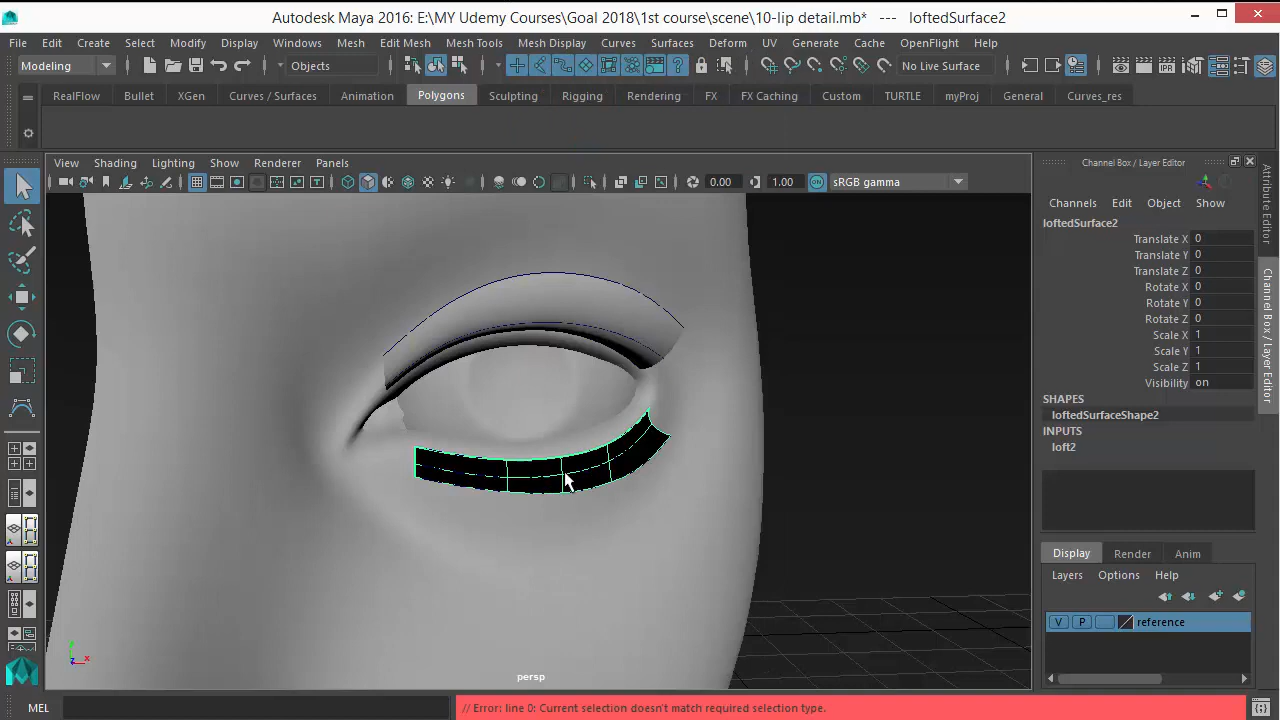 Autodesk Maya 2016: E:\MY Udemy Courses\Goal 2018\1st course\scene\10-lip detail.mb* --- loftedSurface2
File Edit Create Select Modify Display Windows Mesh Edit Mesh Mesh Tools Mesh Display Curves Surfaces Deform UV Generate Cache OpenFlight Help
Modeling Objects No Live Surface
RealFlow Bullet XGen Curves / Surfaces Animation Polygons Sculpting Rigging Rendering FX FX Caching Custom TURTLE myProj General Curves_res
View Shading Lighting Show Renderer Panels
0.00 1.00 sRGB gamma
persp
Channel Box / Layer Editor
Channels Edit Object Show
loftedSurface2
Translate X 0
Translate Y 0
Translate Z 0
Rotate X 0
Rotate Y 0
Rotate Z 0
Scale X 1
Scale Y 1
Scale Z 1
Visibility on
SHAPES
loftedSurfaceShape2
INPUTS
loft2
Display Render Anim
Layers Options Help
V P reference
Attribute Editor
Channel Box / Layer Editor
MEL // Error: line 0: Current selection doesn't match required selection type.